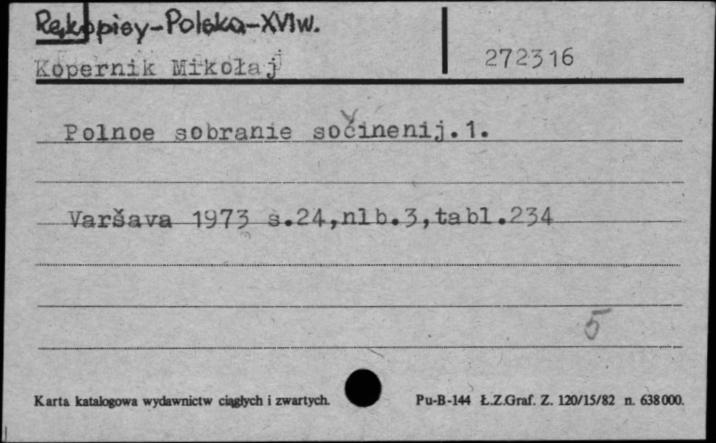 Rękopisy-Polska-XVIw.
Kopernik Mikołaj 272316
Polnoe sobranie sočinenij.1.
Varšava 1973 s.24,nlb.3,tabl.234
5
Karta katalogowa wydawnictw ciągłych i zwartych. Pu-B-144 Ł.Z.Graf. Z. 120/15/82 n. 638000.